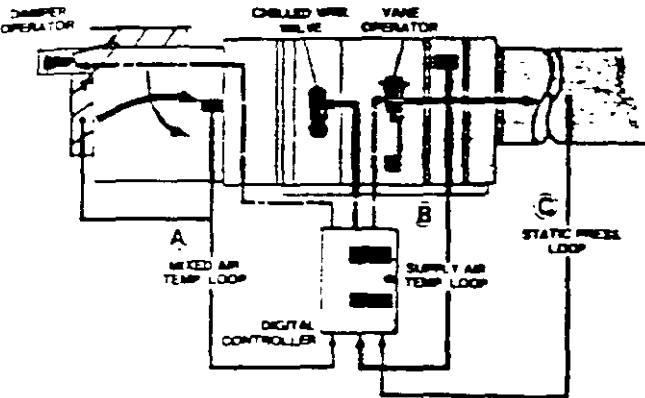 DAMPER
OPERATOR
CHILLED WTR
VALVE
VANE
OPERATOR
A
MIXED AIR
TEMP LOOP
B
SUPPLY AIR
TEMP LOOP
C
STATIC PRESS
LOOP
DIGITAL
CONTROLLER